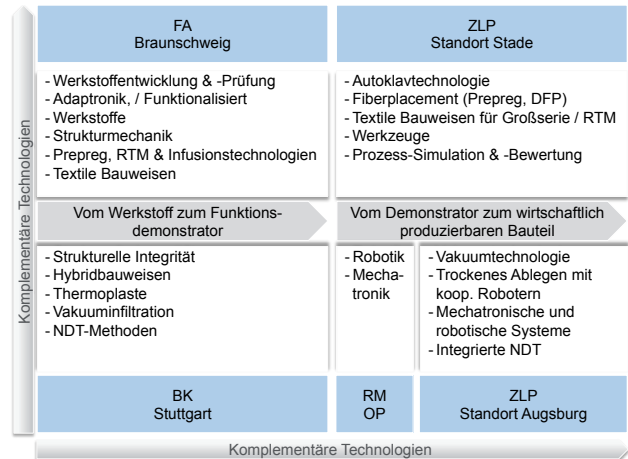 FA
Braunschweig
ZLP
Standort Stade
- Werkstoffentwicklung & -Prüfung
- Adaptronik, / Funktionalisiert
- Werkstoffe
- Strukturmechanik
- Prepreg, RTM & Infusionstechnologien
- Textile Bauweisen
- Autoklavtechnologie
- Fiberplacement (Prepreg, DFP)
- Textile Bauweisen für Großserie / RTM
- Werkzeuge
- Prozess-Simulation & -Bewertung
Komplementäre Technologien
Vom Werkstoff zum Funktions-
demonstrator
Vom Demonstrator zum wirtschaftlich
produzierbaren Bauteil
- Strukturelle Integrität
- Hybridbauweisen
- Thermoplaste
- Vakuuminfiltration
- NDT-Methoden
- Robotik
- Mecha-
tronik
- Vakuumtechnologie
- Trockenes Ablegen mit
koop. Robotern
- Mechatronische und
robotische Systeme
- Integrierte NDT
BK
Stuttgart
RM
OP
ZLP
Standort Augsburg
Komplementäre Technologien